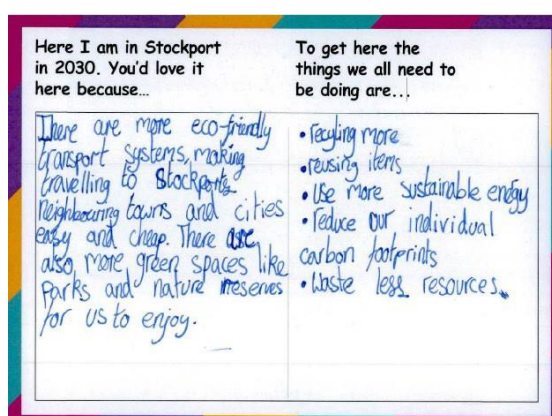 Here I am in Stockport
in 2030. You'd love it
here because...
There are more eco-friendly
transport systems, making
travelling to Stockports
neighbouring towns and cities
easy and cheap. There are
also more green spaces like
parks and nature reserves
for us to enjoy.
To get here the
things we all need to
be doing are...
• recyling more
• reusing items
• Use more sustainable energy
• reduce our individual
carbon footprints
• Waste less resources.